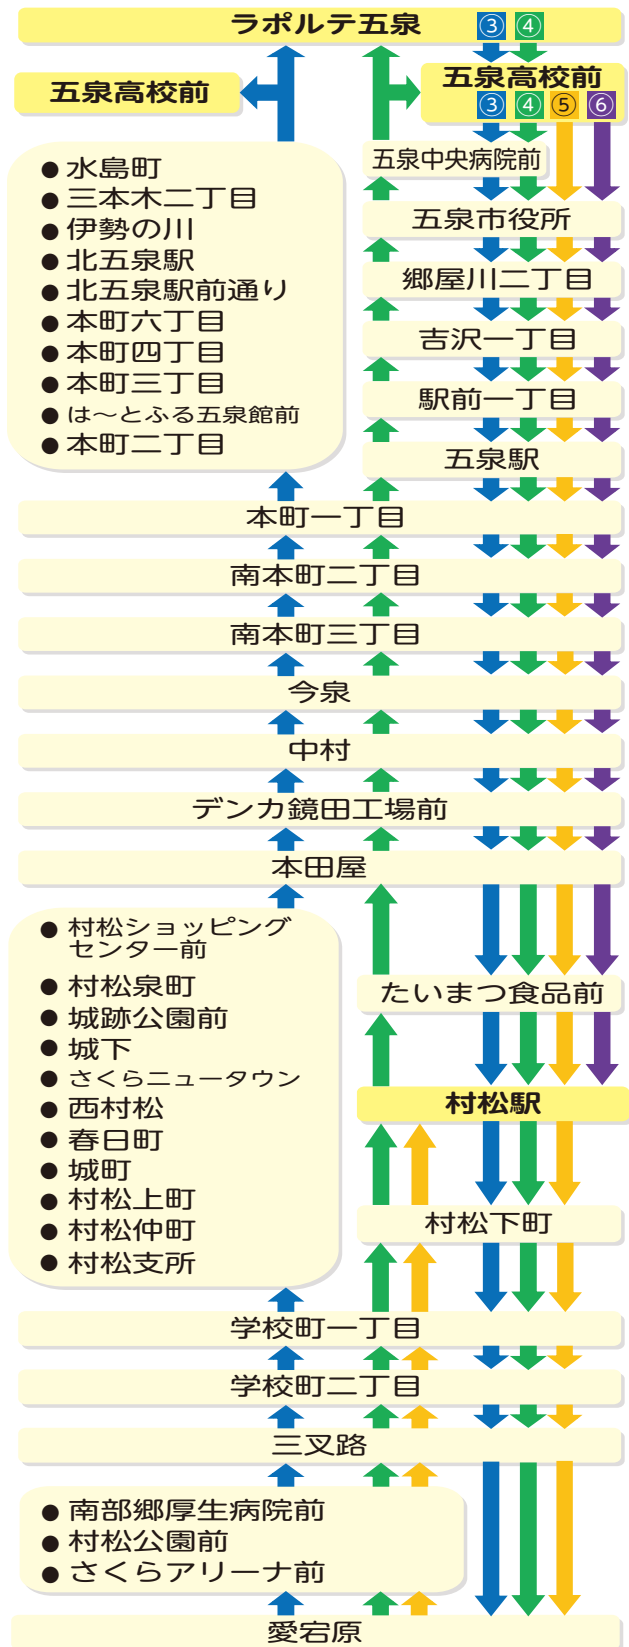 ラポルテ五泉 ③ ④
五泉高校前
五泉高校前
③ ④ ⑤ ⑥
● 水島町
● 三本木二丁目
● 伊勢の川
● 北五泉駅
● 北五泉駅前通り
● 本町六丁目
● 本町四丁目
● 本町三丁目
● は～とふる五泉館前
● 本町二丁目
五泉中央病院前
五泉市役所
郷屋川二丁目
吉沢一丁目
駅前一丁目
五泉駅
本町一丁目
南本町二丁目
南本町三丁目
今泉
中村
デンカ鏡田工場前
本田屋
● 村松ショッピング
センター前
● 村松泉町
● 城跡公園前
● 城下
● さくらニュータウン
● 西村松
● 春日町
● 城町
● 村松上町
● 村松仲町
● 村松支所
たいまつ食品前
村松駅
村松下町
学校町一丁目
学校町二丁目
三叉路
● 南部郷厚生病院前
● 村松公園前
● さくらアリーナ前
愛宕原